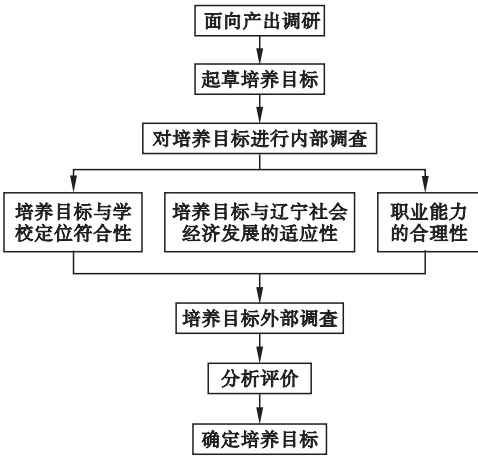 面向产出调研
起草培养目标
对培养目标进行内部调查
培养目标与学
校定位符合性
培养目标与辽宁社会
经济发展的适应性
职业能力
的合理性
培养目标外部调查
分析评价
确定培养目标